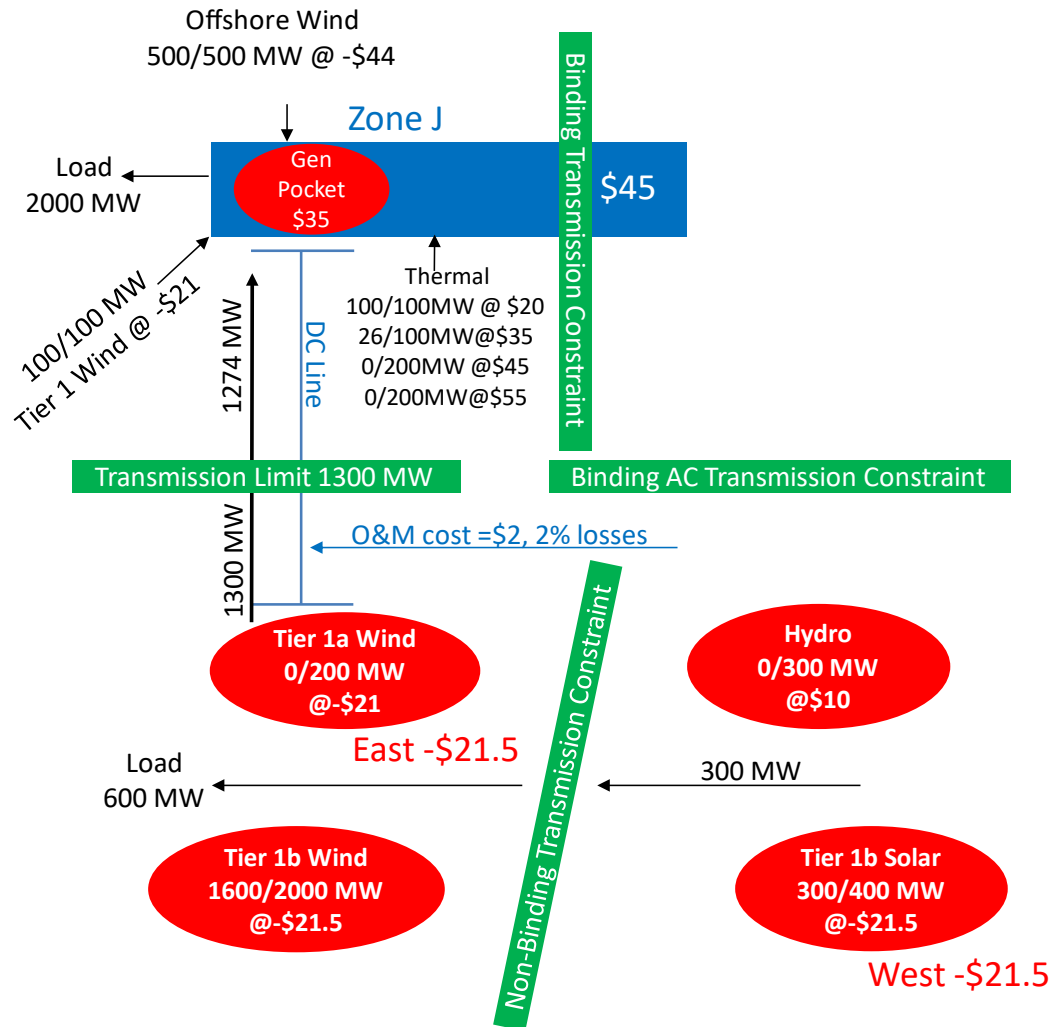 Offshore Wind
500/500 MW @ -$44
Zone J
Binding Transmission Constraint
Load
2000 MW
Gen
Pocket
$35
$45
100/100 MW
Tier 1 Wind @ -$21
1274 MW
DC Line
Thermal
100/100MW @ $20
26/100MW@$35
0/200MW@$45
0/200MW@$55
Transmission Limit 1300 MW
Binding AC Transmission Constraint
1300 MW
O&M cost =$2, 2% losses
Non-Binding Transmission Constraint
Tier 1a Wind
0/200 MW
@-$21
Hydro
0/300 MW
@$10
East -$21.5
Load
600 MW
300 MW
Tier 1b Wind
1600/2000 MW
@-$21.5
Tier 1b Solar
300/400 MW
@-$21.5
West -$21.5